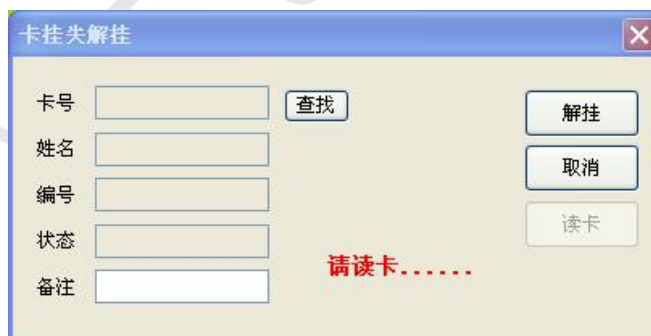 卡挂失解挂
卡号 查找 解挂
姓名 取消
编号
状态 读卡
备注 请读卡......